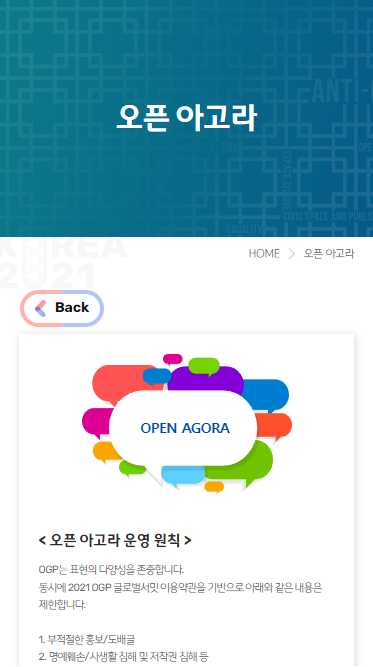 오픈 아고라
ANTI-
EQUALITY
CIVIC SPACE AND PUBLI
KOREA
2021
HOME > 오픈 아고라
Back
OPEN AGORA
< 오픈 아고라 운영 원칙 >
OGP는 표현의 다양성을 존중합니다.
동시에 2021 OGP 글로벌서밋 이용약관을 기반으로 아래와 같은 내용은
제한합니다.
1. 부적절한 홍보/도배글
2. 명예훼손/사생활 침해 및 저작권 침해 등